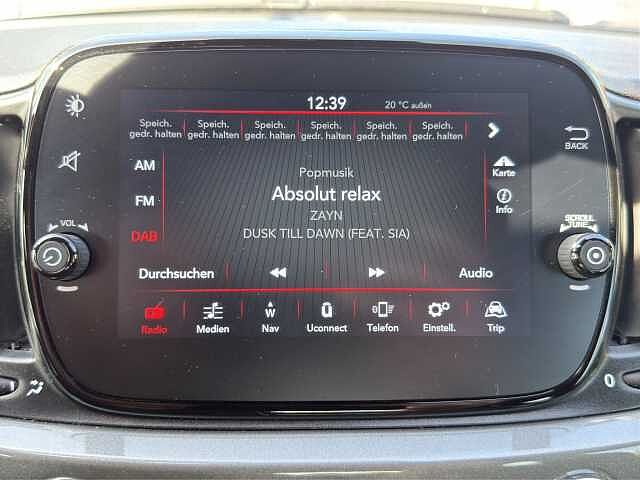 12:39 20 °C außen
Speich. Speich. Speich. Speich. Speich. Speich.
gedr. halten gedr. halten gedr. halten gedr. halten gedr. halten gedr. halten
BACK
AM
Popmusik
Karte
Absolut relax
FM
ZAYN
Info
VOL
DAB
DUSK TILL DAWN (FEAT. SIA)
SCROLL
TUNE
Durchsuchen
Audio
Radio Medien Nav Uconnect Telefon Einstell. Trip
W
0